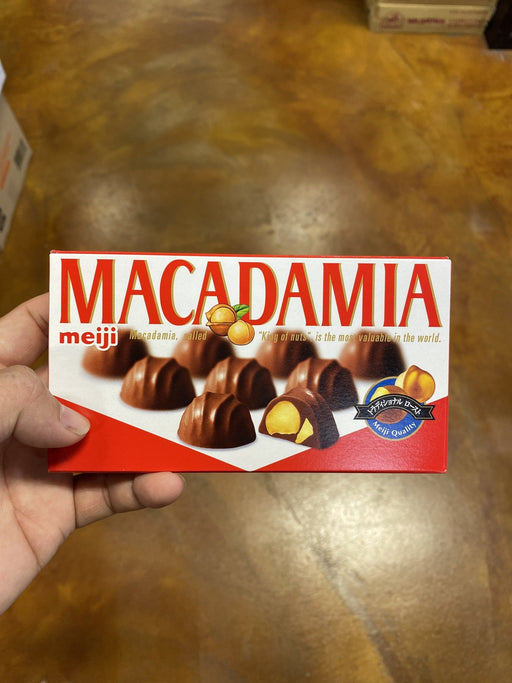 MACADAMIA
meiji
Macadamia, called "King of nuts", is the most valuable in the world.
トラディショナル ロースト
Meiji Quality